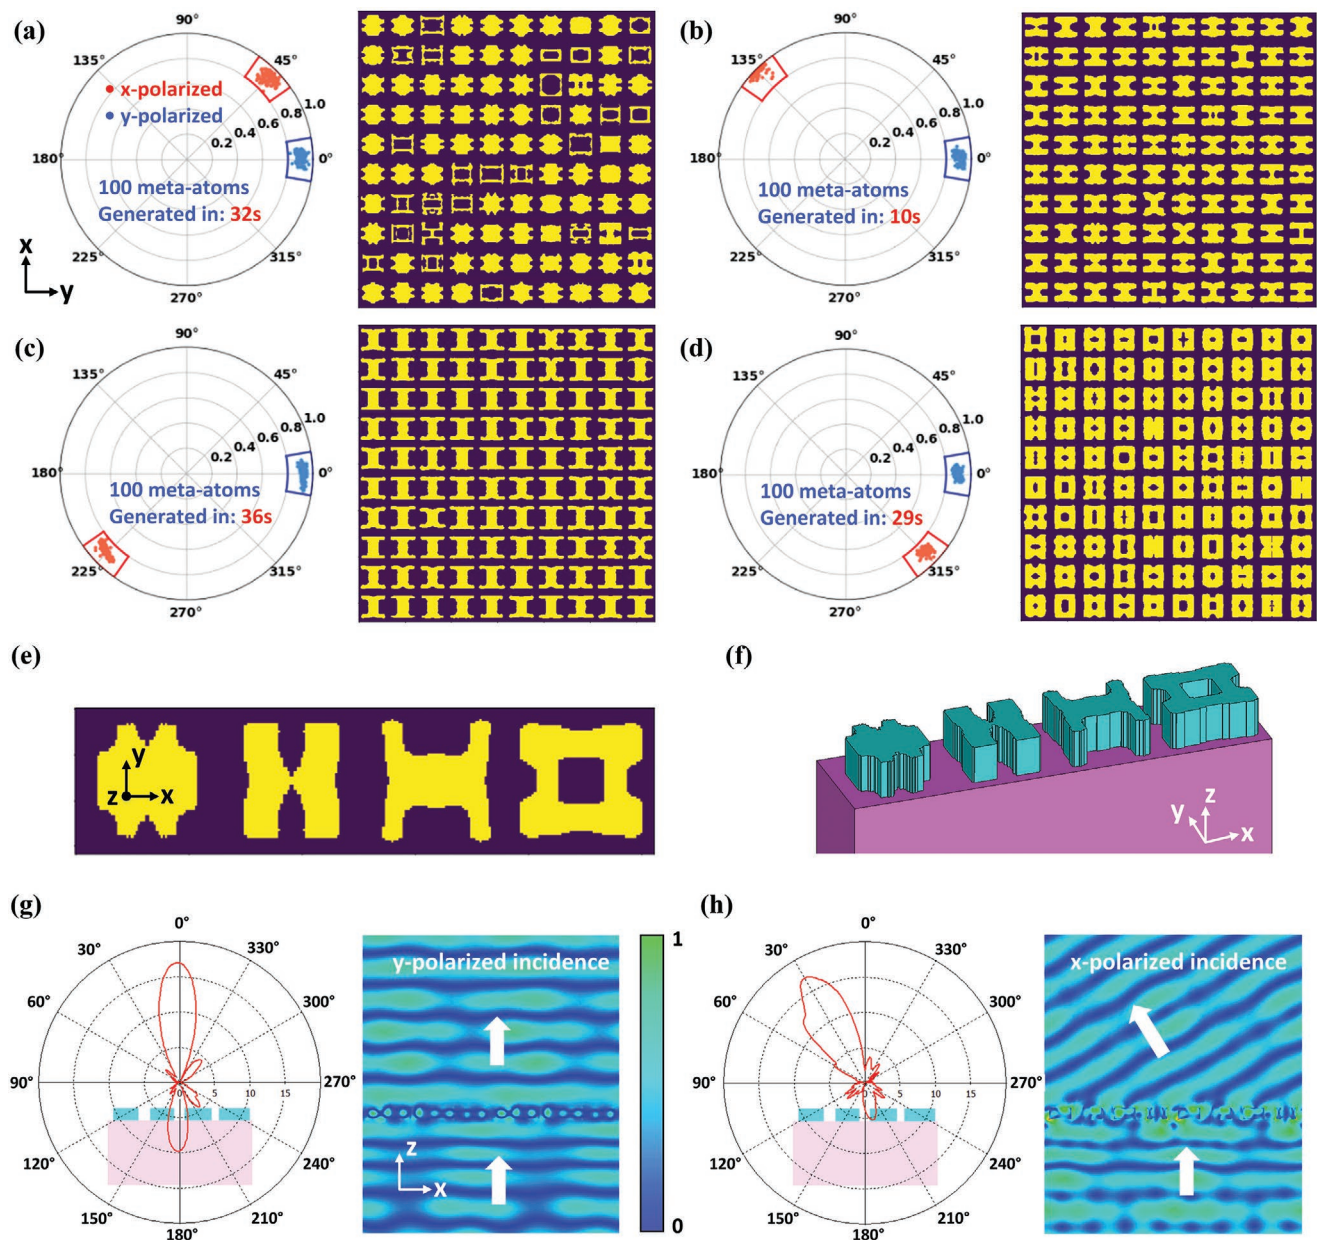 (a)
90°
135°
45°
x-polarized
y-polarized
1.0
0.8
0.6
0.4
0.2
180°
0°
100 meta-atoms
Generated in: 32s
225°
315°
270°
x
y
(b)
90°
135°
45°
1.0
0.8
0.6
0.4
0.2
180°
0°
100 meta-atoms
Generated in: 10s
225°
315°
270°
(c)
90°
135°
45°
1.0
0.8
0.6
0.4
0.2
180°
0°
100 meta-atoms
Generated in: 36s
225°
315°
270°
(d)
90°
135°
45°
1.0
0.8
0.6
0.4
0.2
180°
0°
100 meta-atoms
Generated in: 29s
225°
315°
270°
(e)
y
z
x
(f)
z
y
x
(g)
0°
30°
330°
60°
300°
90°
270°
0
5
10
15
120°
240°
150°
210°
180°
y-polarized incidence
z
x
1
0
(h)
0°
30°
330°
60°
300°
90°
270°
0
5
10
15
120°
240°
150°
210°
180°
x-polarized incidence